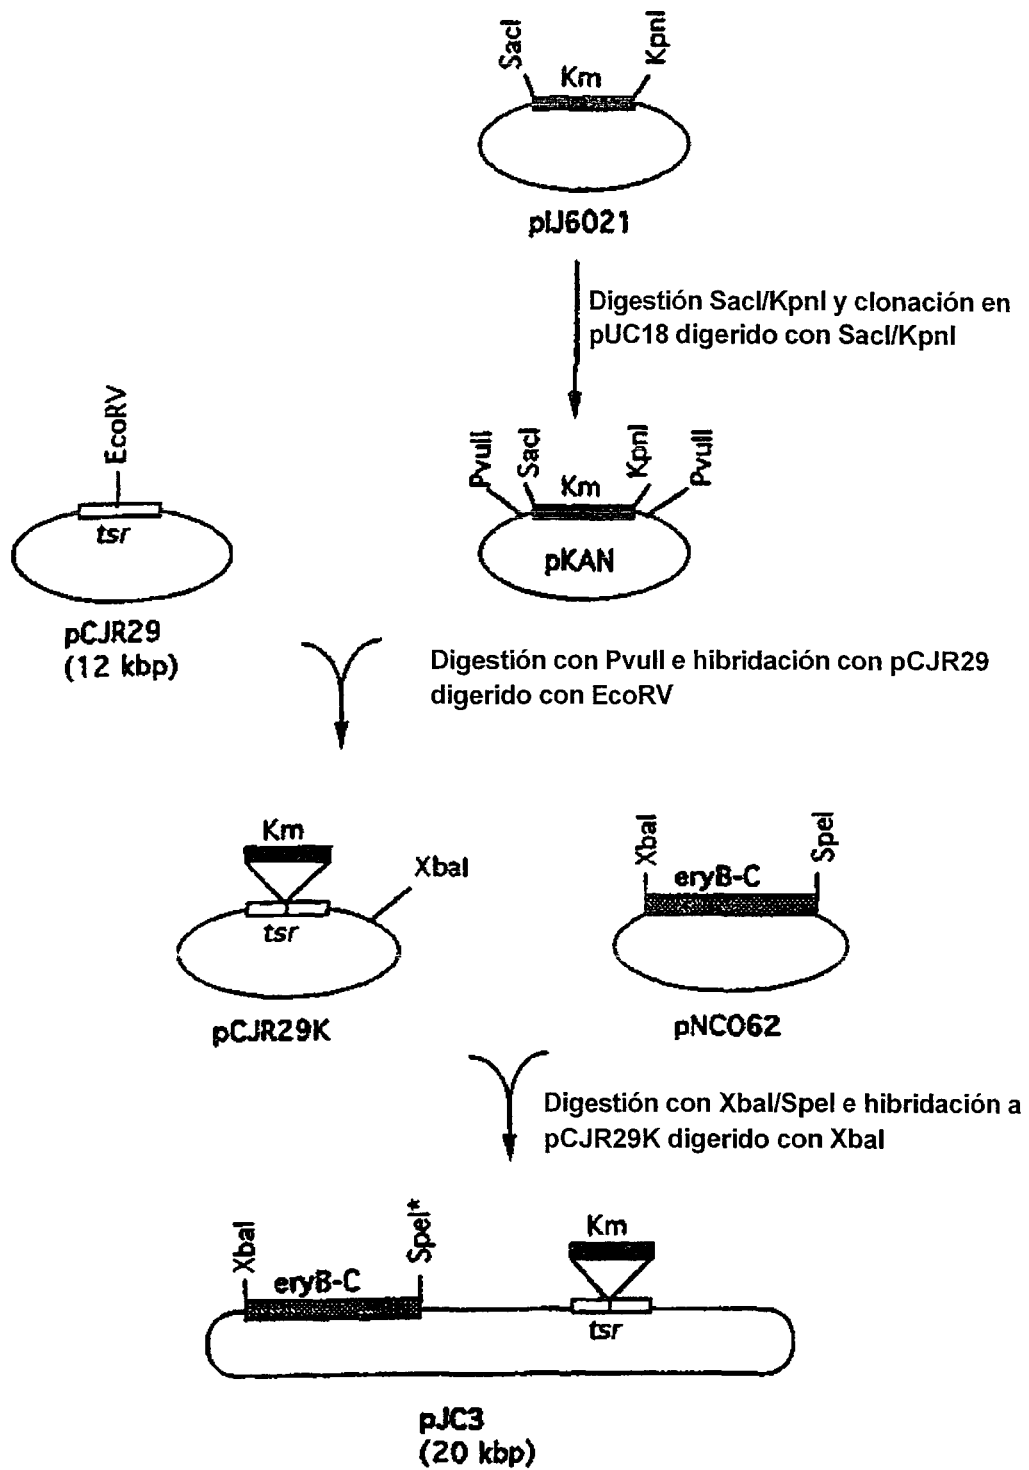 SacI
KpnI
Km
pIJ6021
Digestión SacI/KpnI y clonación en
pUC18 digerido con SacI/KpnI
EcoRV
tsr
pCJR29
(12 kbp)
PvuII
SacI
KpnI
PvuII
Km
pKAN
Digestión con PvuII e hibridación con pCJR29
digerido con EcoRV
Km
XbaI
tsr
pCJR29K
XbaI
SpeI
eryB-C
pNCO62
Digestión con XbaI/SpeI e hibridación a
pCJR29K digerido con XbaI
XbaI
SpeI*
eryB-C
Km
tsr
pJC3
(20 kbp)